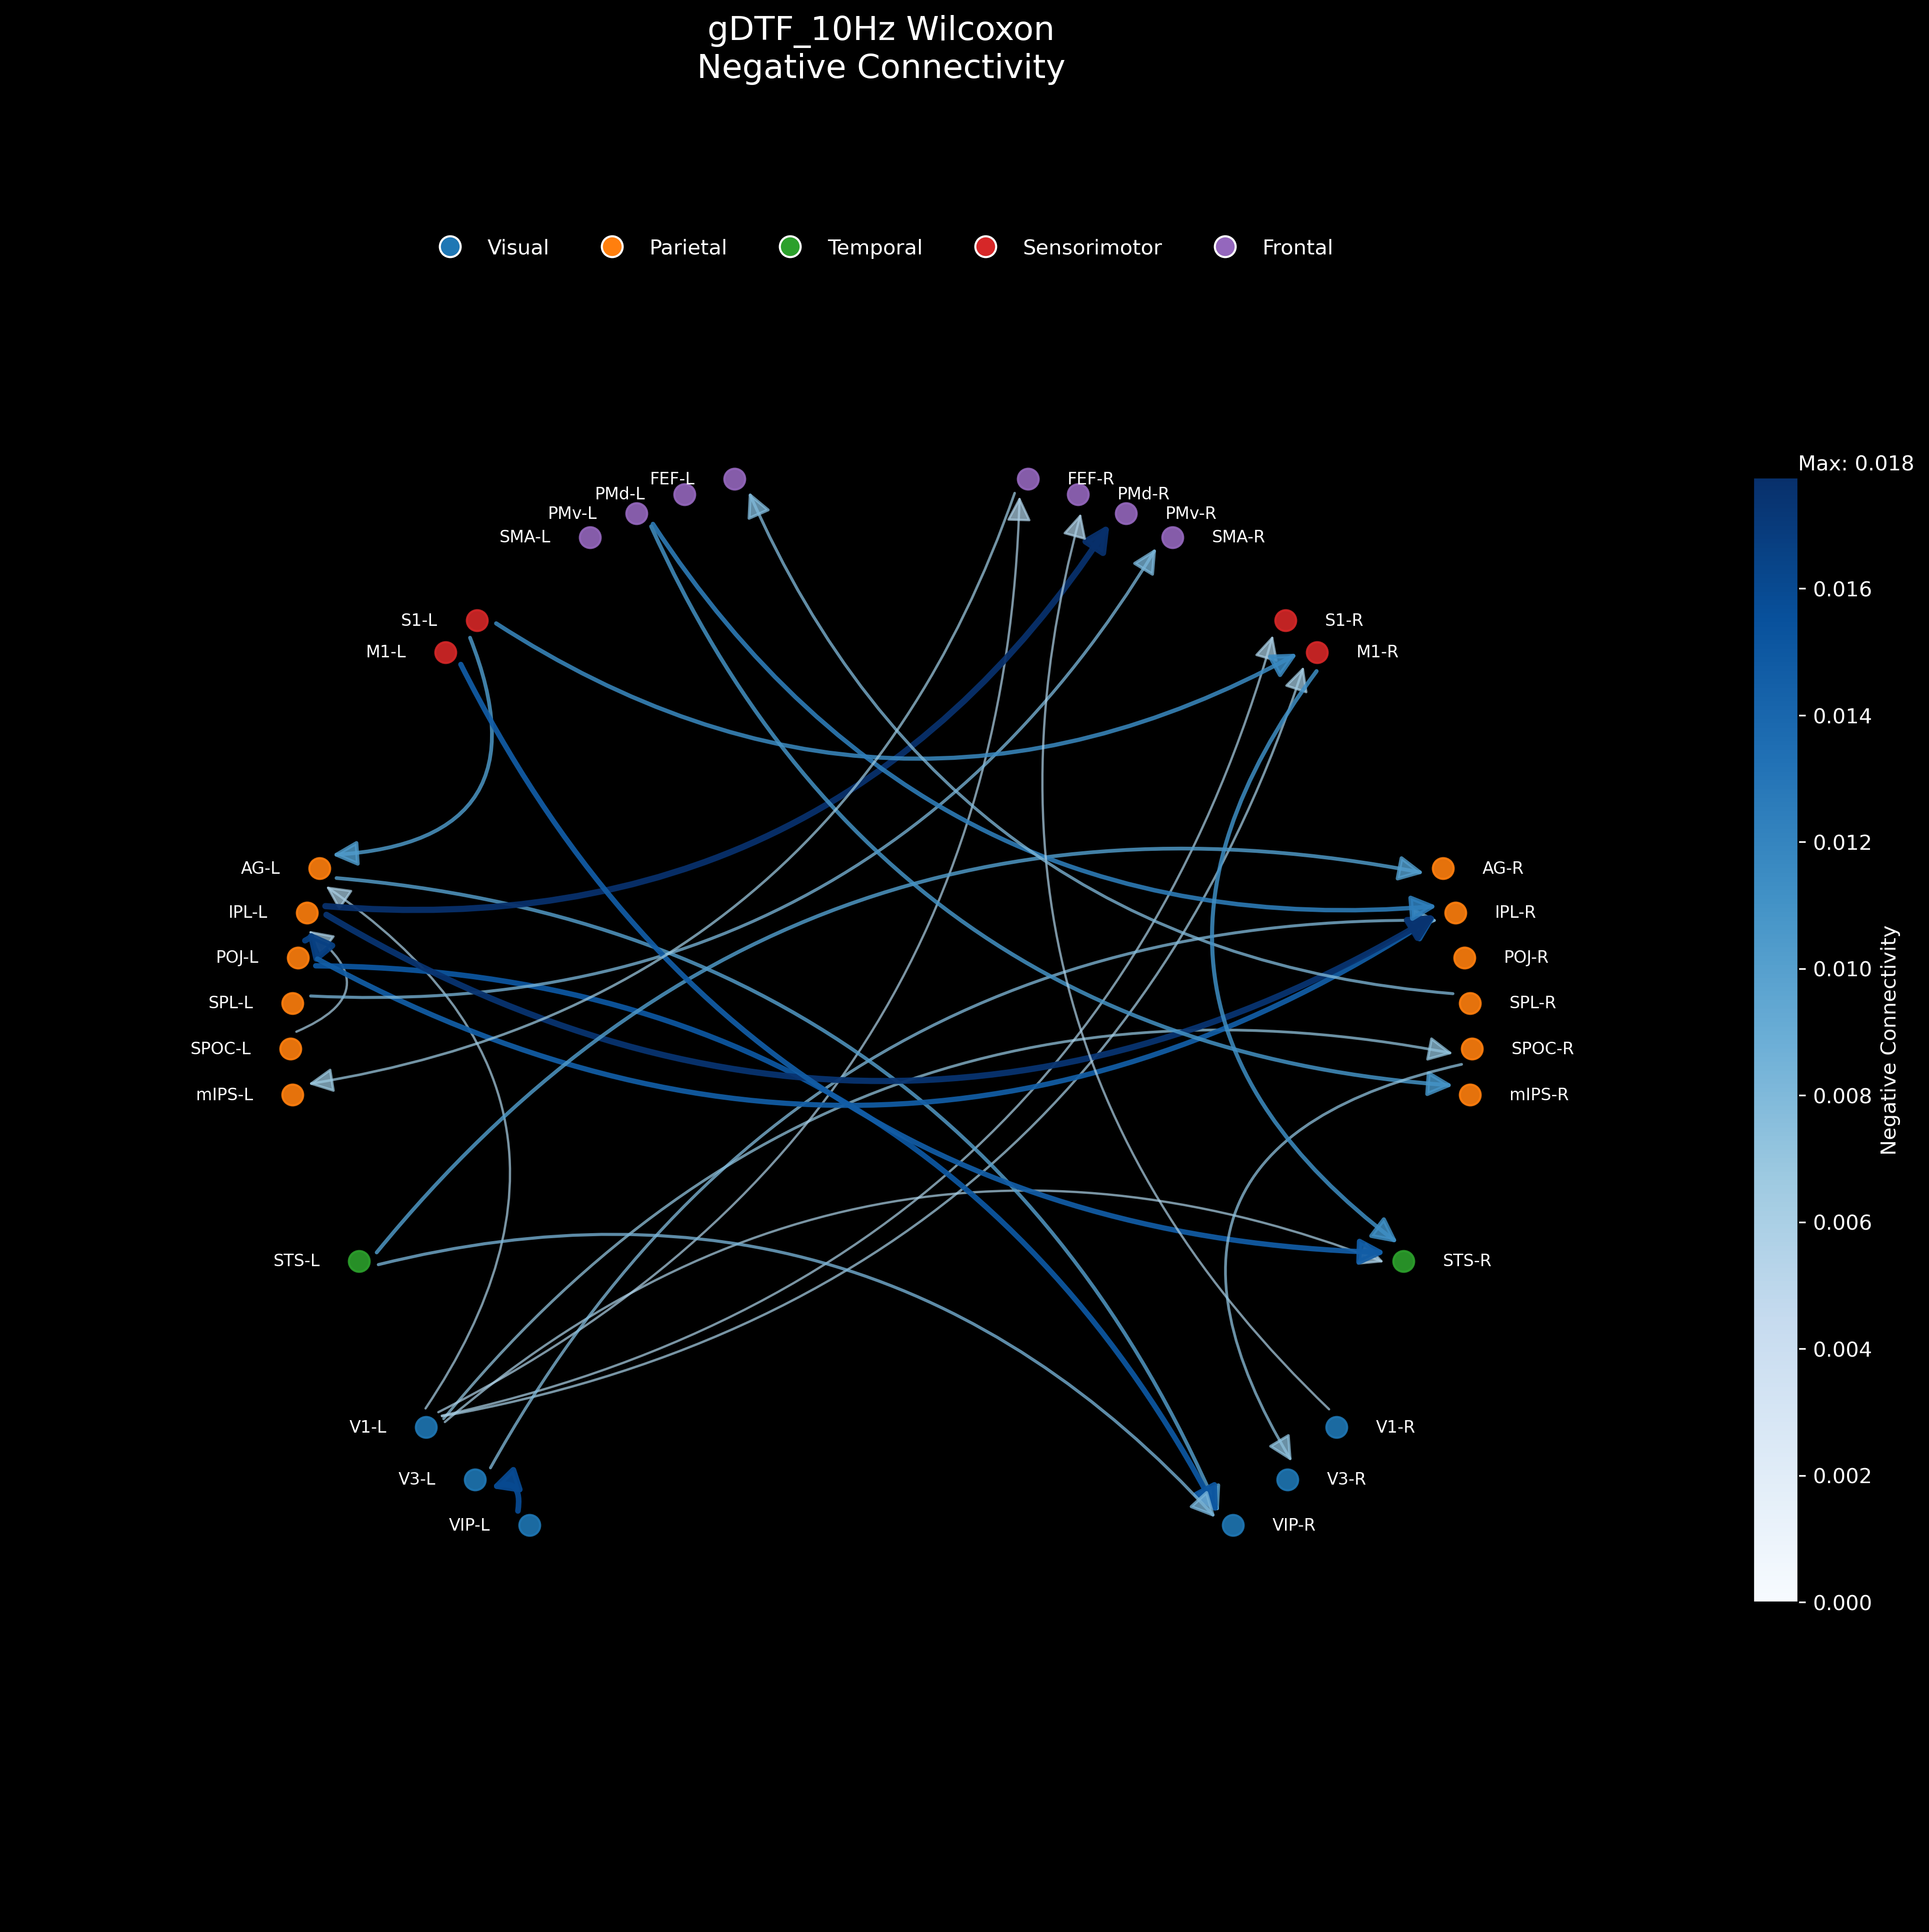 gDTF_10Hz Wilcoxon
Negative Connectivity
Visual
Parietal
Temporal
Sensorimotor
Frontal
Max: 0.018
FEF-L
FEF-R
PMd-L
PMd-R
PMv-L
PMv-R
SMA-L
SMA-R
S1-L
S1-R
M1-L
M1-R
AG-L
AG-R
IPL-L
IPL-R
POJ-L
POJ-R
SPL-L
SPL-R
SPOC-L
SPOC-R
mIPS-L
mIPS-R
STS-L
STS-R
V1-L
V1-R
V3-L
V3-R
VIP-L
VIP-R
0.016
0.014
0.012
0.010
0.008
0.006
0.004
0.002
0.000
Negative Connectivity